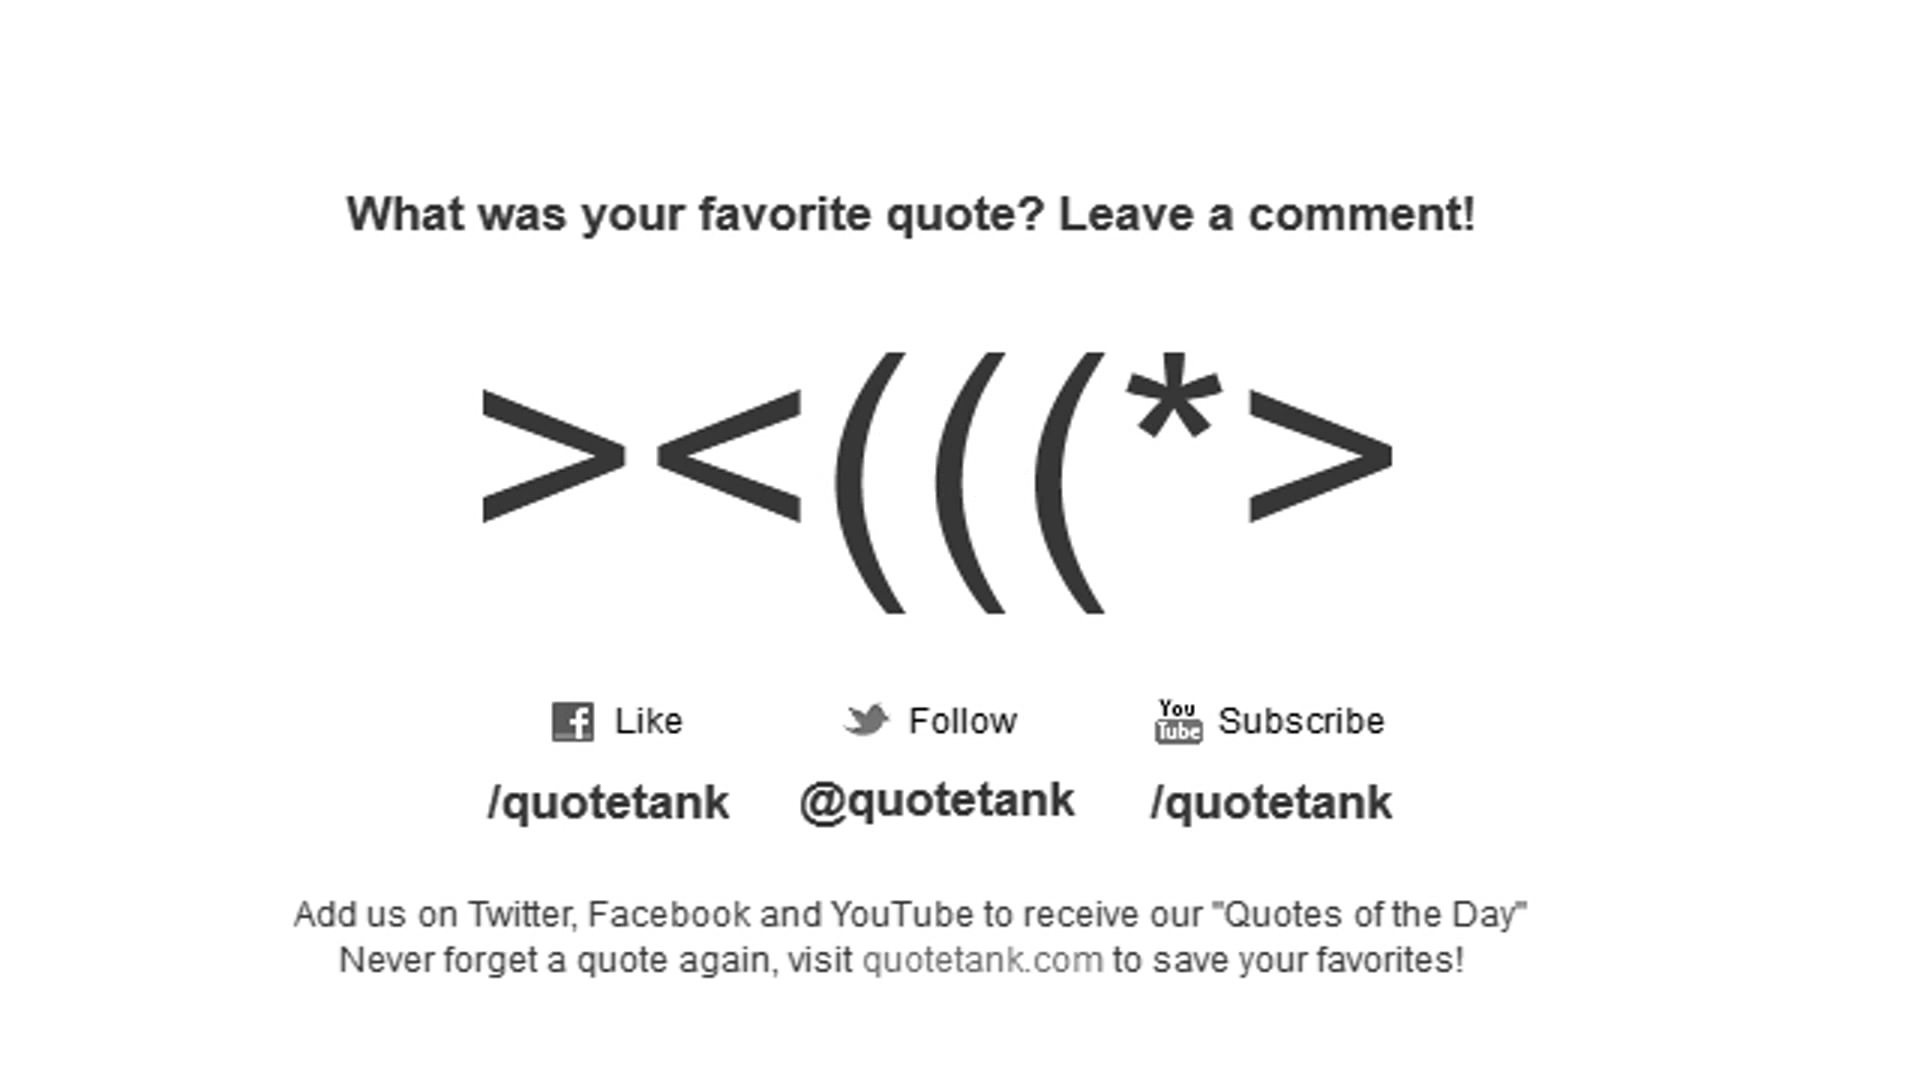 What was your favorite quote? Leave a comment!
><(((*>
f Like
Follow
You Tube Subscribe
/quotetank
@quotetank
/quotetank
Add us on Twitter, Facebook and YouTube to receive our "Quotes of the Day"
Never forget a quote again, visit quotetank.com to save your favorites!